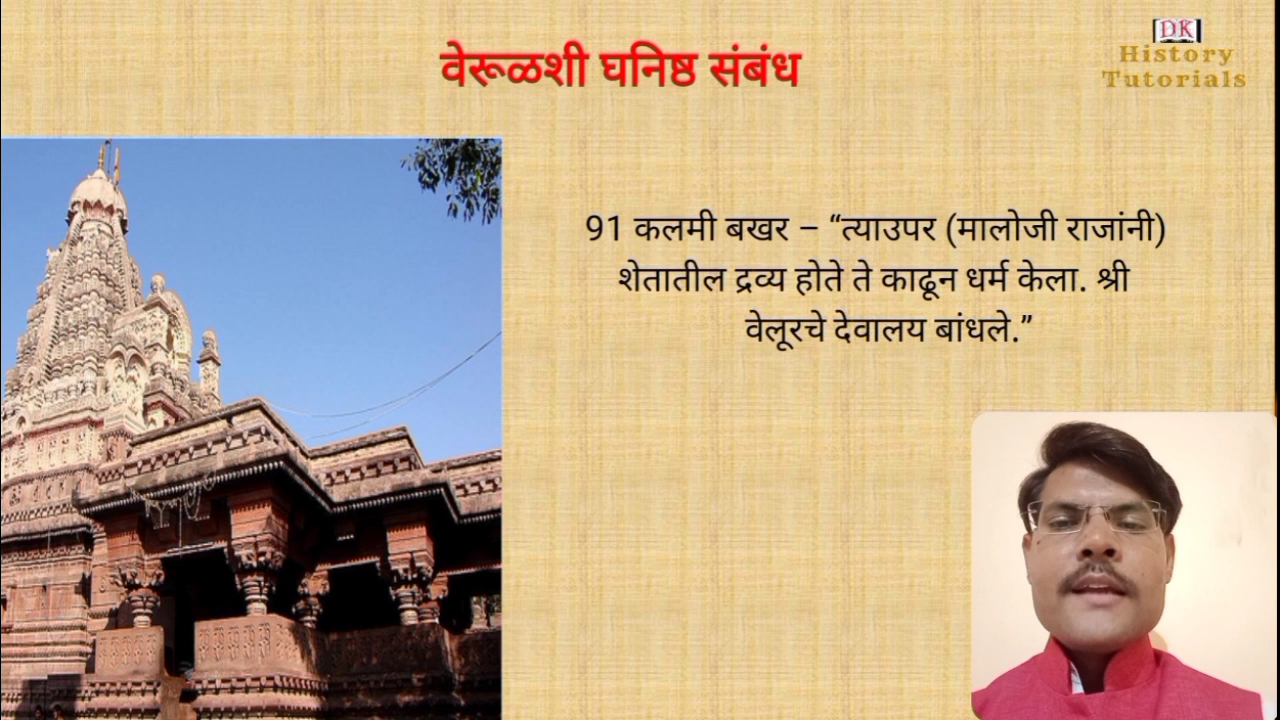 वेरूळशी घनिष्ठ संबंध
DK
History
Tutorials
91 कलमी बखर – “त्याउपर (मालोजी राजांनी)
शेतातील द्रव्य होते ते काढून धर्म केला. श्री
वेलूरचे देवालय बांधले.”